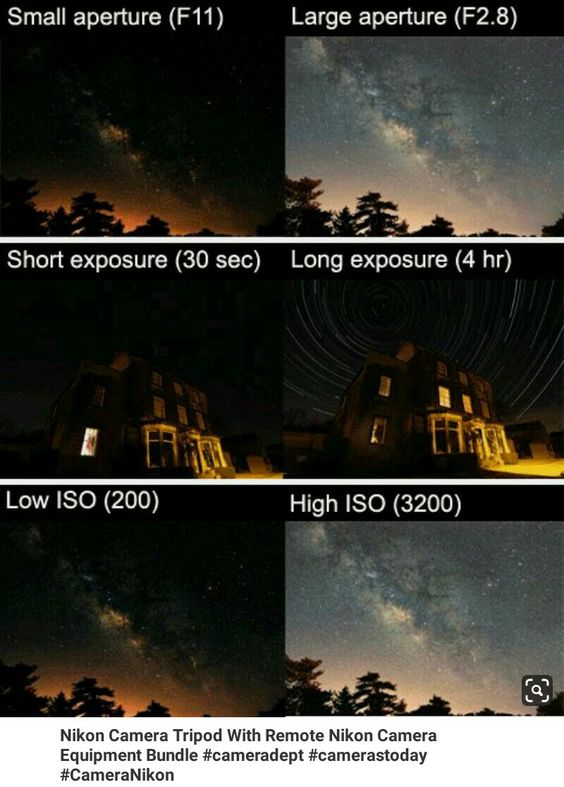 Small aperture (F11)
Large aperture (F2.8)
Short exposure (30 sec)
Long exposure (4 hr)
Low ISO (200)
High ISO (3200)
Nikon Camera Tripod With Remote Nikon Camera
Equipment Bundle #cameradept #camerastoday
#CameraNikon